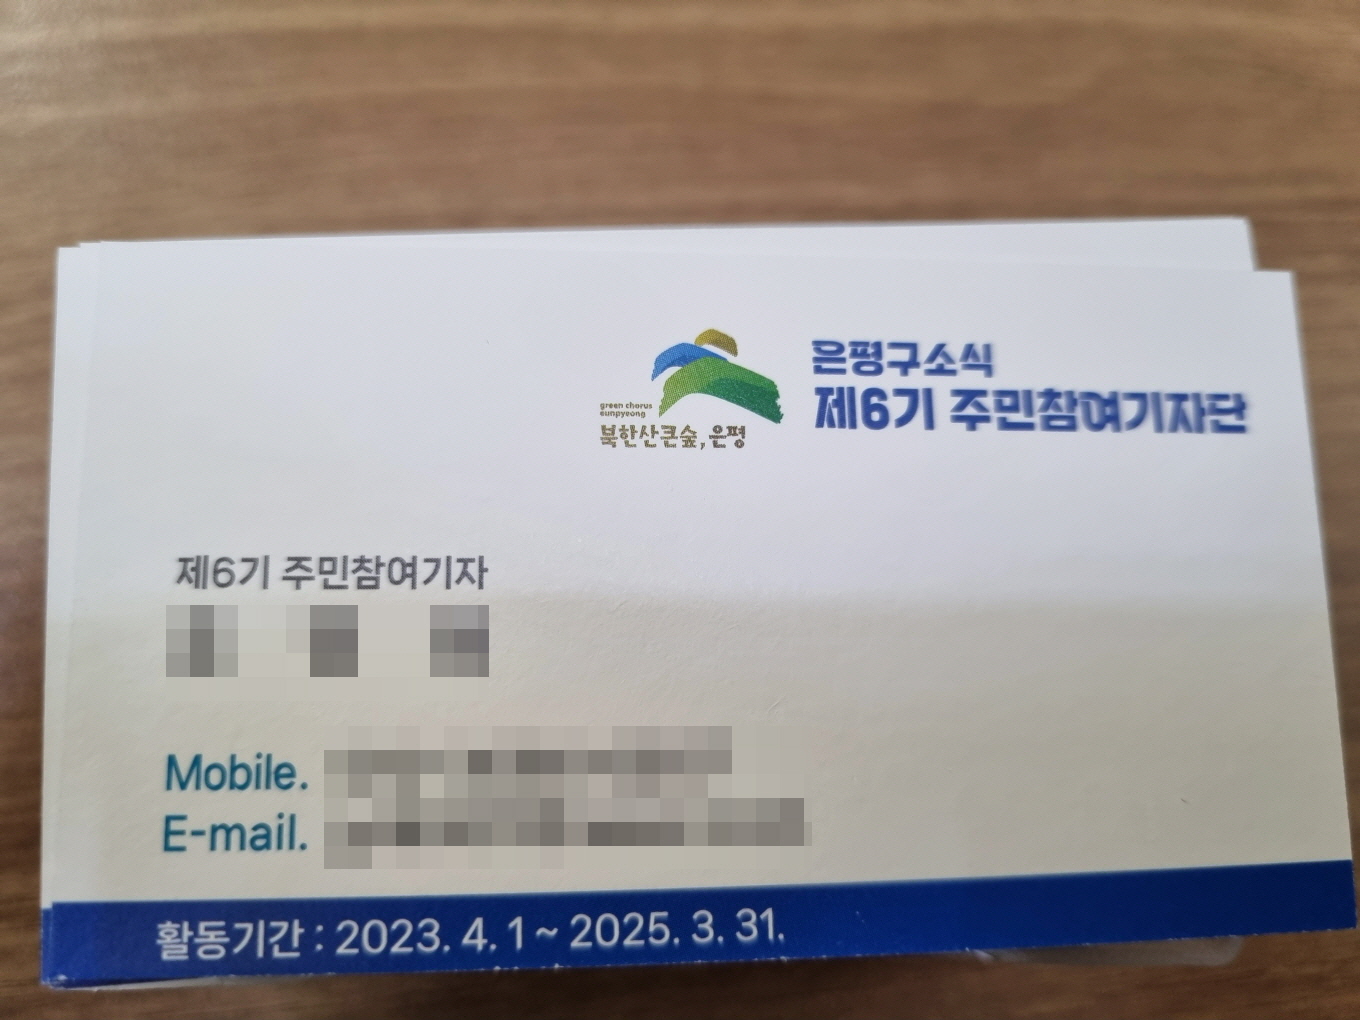 은평구소식
제6기 주민참여기자단
green chorus
eunpyeong
북한산큰숲, 은평
제6기 주민참여기자
Mobile.
E-mail.
활동기간 : 2023. 4. 1 ~ 2025. 3. 31.